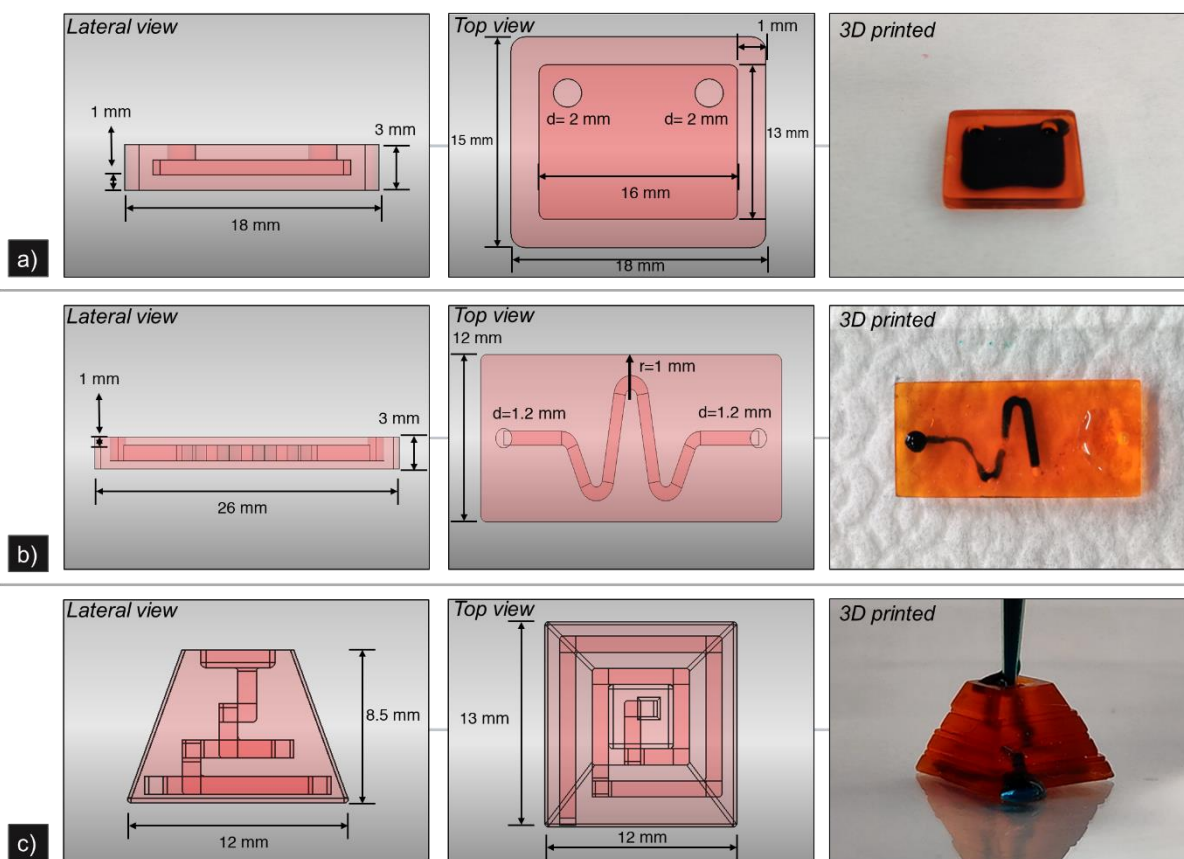 Lateral view
1 mm
3 mm
18 mm
Top view
1 mm
d= 2 mm
d= 2 mm
15 mm
13 mm
16 mm
18 mm
3D printed
a)
Lateral view
1 mm
3 mm
26 mm
Top view
12 mm
r=1 mm
d=1.2 mm
d=1.2 mm
3D printed
b)
Lateral view
8.5 mm
12 mm
Top view
13 mm
12 mm
3D printed
c)